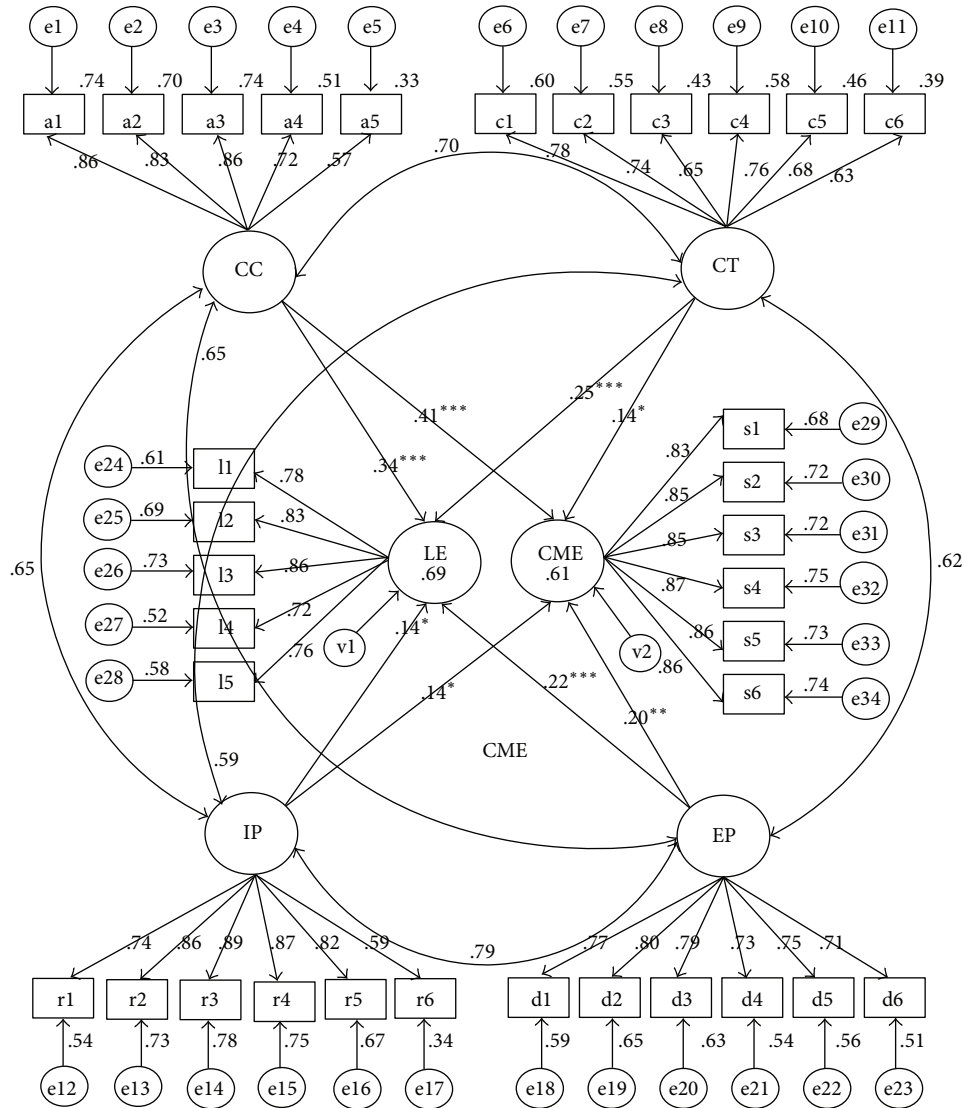 e1 e2 e3 e4 e5 e6 e7 e8 e9 e10 e11
.74 .70 .74 .51 .33 .60 .55 .43 .58 .46 .39
a1 a2 a3 a4 a5 c1 c2 c3 c4 c5 c6
.86 .83 .86 .72 .57 .70 .78 .74 .65 .76 .68 .63
CC CT
.65
.25***
.41*** .14*
.34***
s1 .68 e29
.83
e24 .61 l1 .78
s2 .72 e30
.85
e25 .69 l2 .83
s3 .72 e31
.85
LE CME
.69 .61
.65 .62
e26 .73 l3 .86
.87 s4 .75 e32
e27 .52 l4 .72
.14*
v1 v2
.86 s5 .73 e33
.76 .86
e28 .58 l5
.22***
.14*
s6 .74 e34
.20**
CME
.59
IP EP
.79
.74 .86 .89 .87 .82 .59 .77 .80 .79 .73 .75 .71
r1 r2 r3 r4 r5 r6 d1 d2 d3 d4 d5 d6
.54 .73 .78 .75 .67 .34 .59 .65 .63 .54 .56 .51
e12 e13 e14 e15 e16 e17 e18 e19 e20 e21 e22 e23